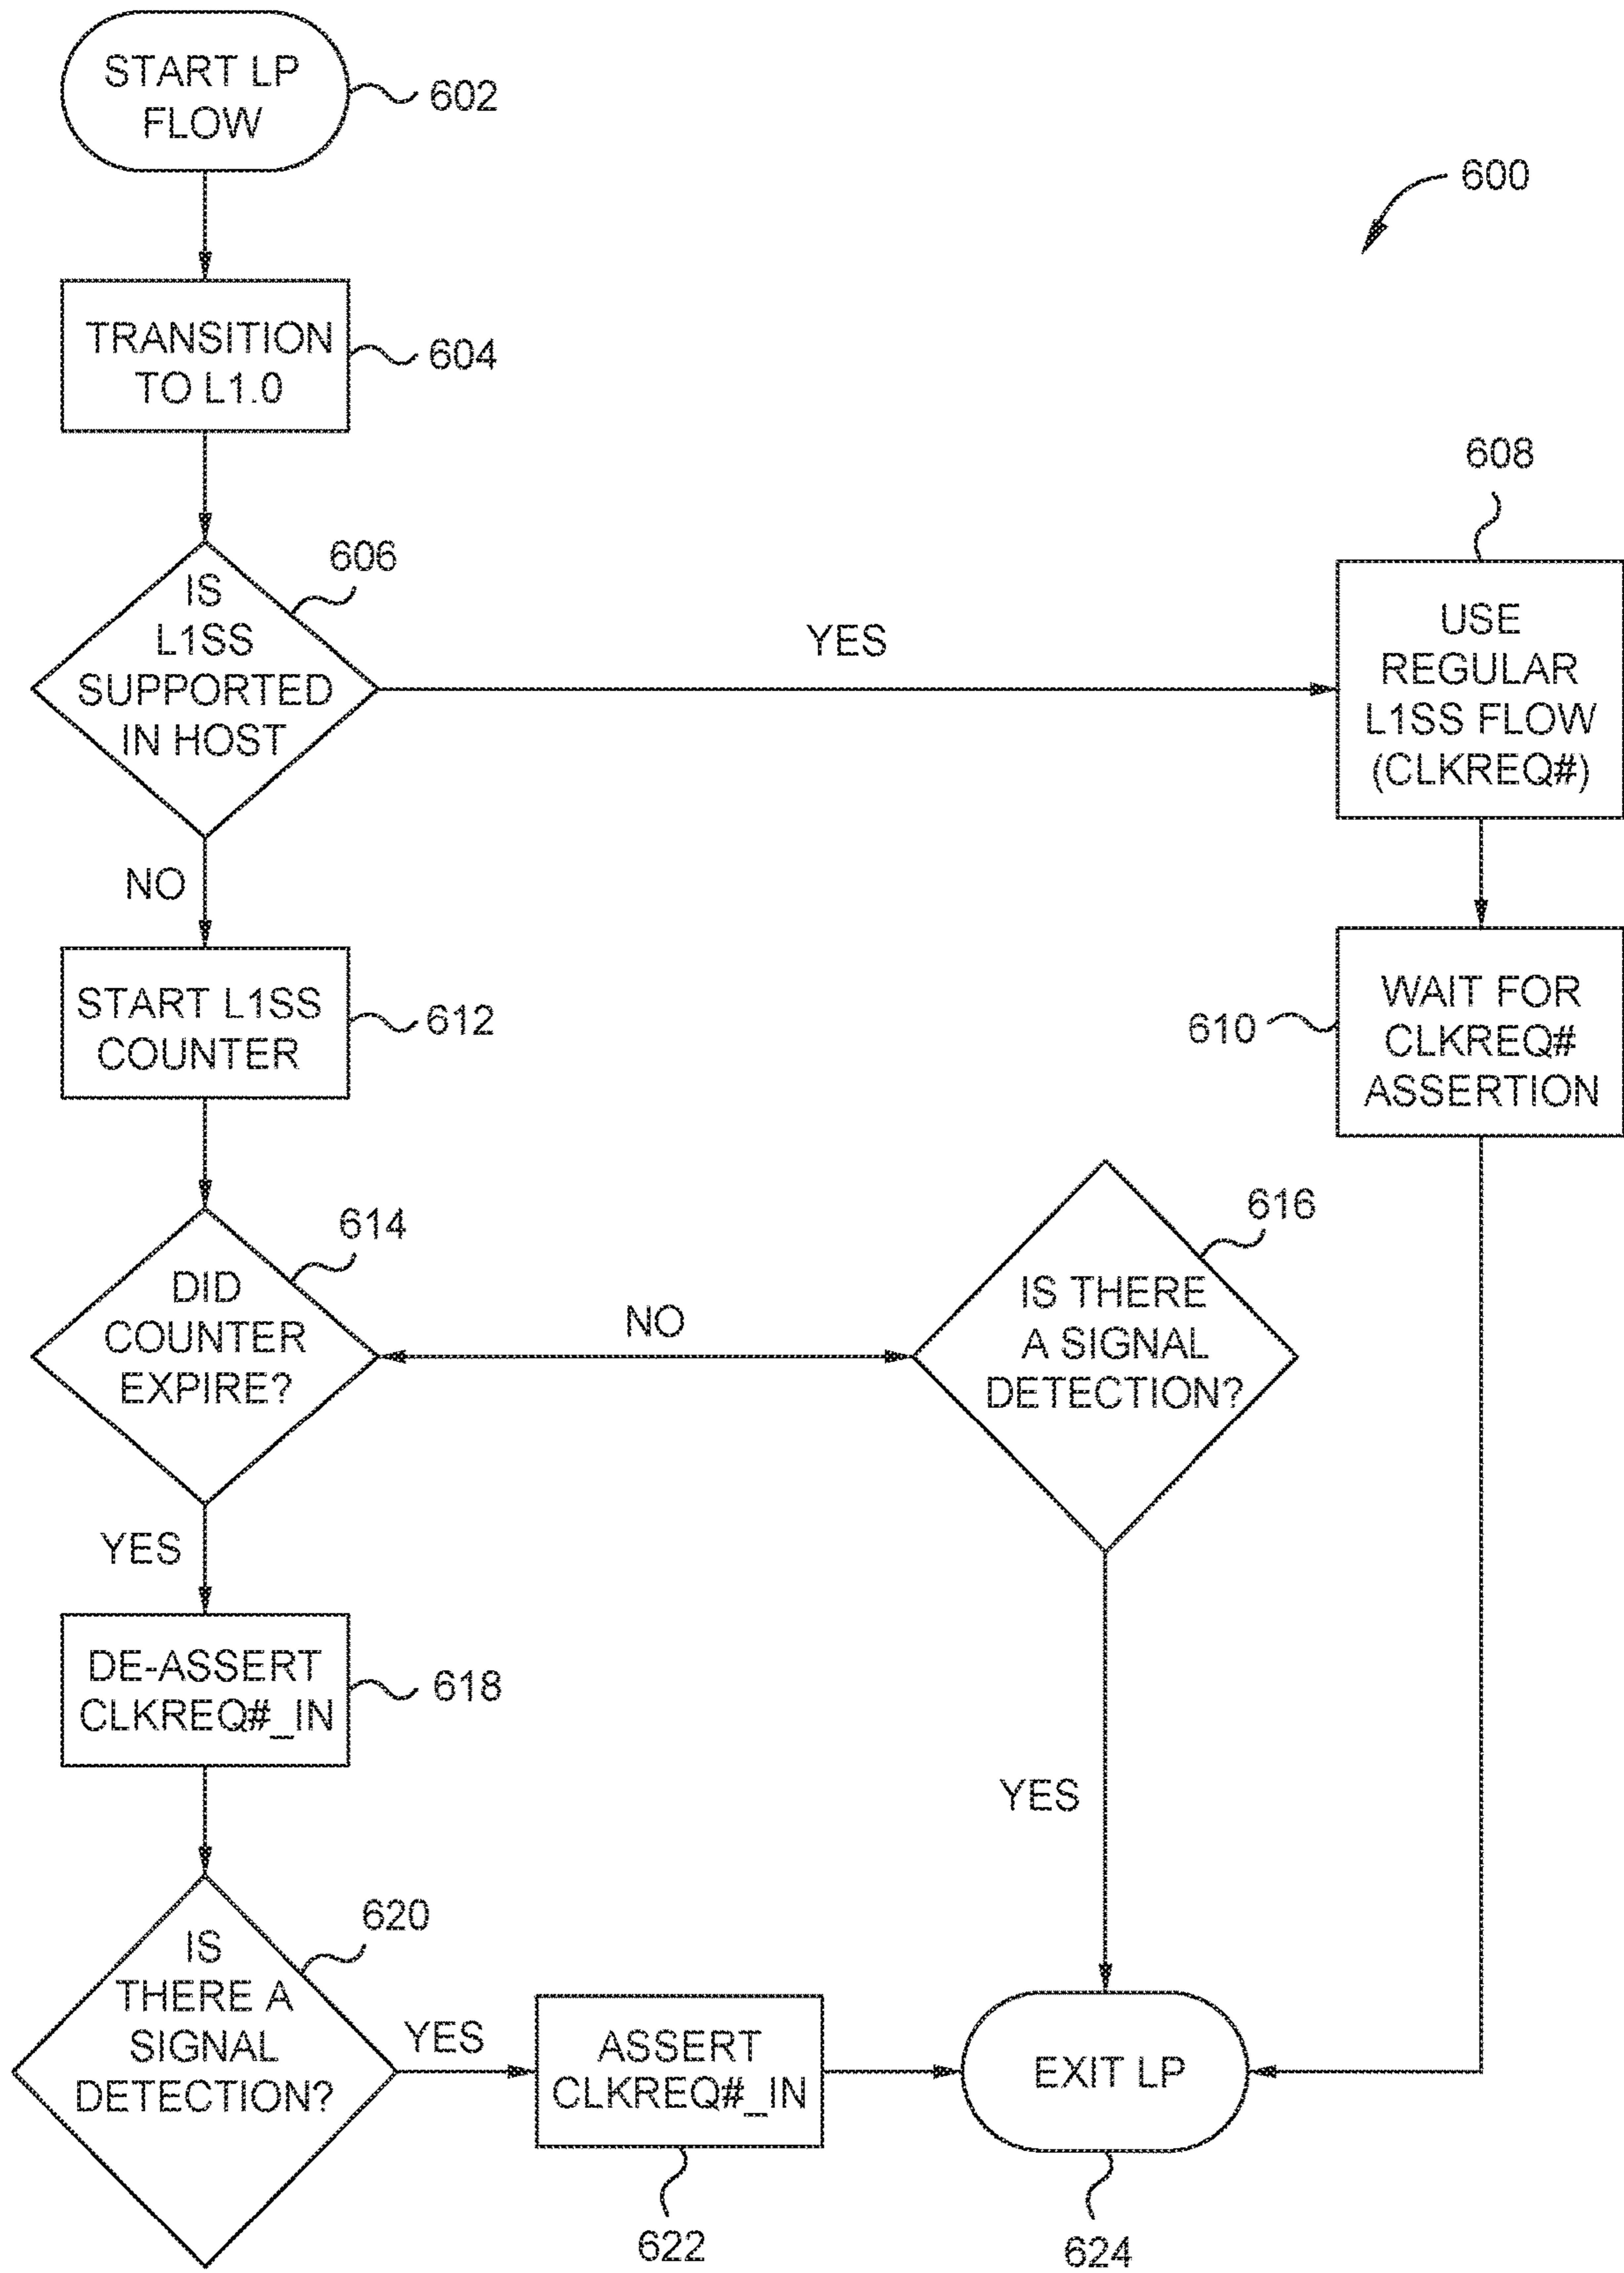 START LP
FLOW
602
600
TRANSITION
TO L1.0
604
606
IS
L1SS
SUPPORTED
IN HOST
YES
608
USE
REGULAR
L1SS FLOW
(CLKREQ#)
NO
START L1SS
COUNTER
612
610
WAIT FOR
CLKREQ#
ASSERTION
614
DID
COUNTER
EXPIRE?
NO
616
IS THERE
A SIGNAL
DETECTION?
YES
DE-ASSERT
CLKREQ#_IN
618
YES
620
IS
THERE A
SIGNAL
DETECTION?
YES
ASSERT
CLKREQ#_IN
622
EXIT LP
624